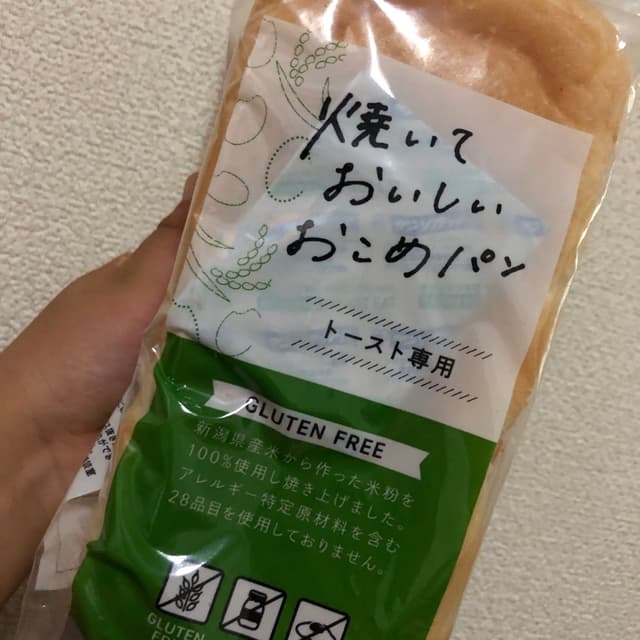 焼いて
おいしい
おこめパン
トースト専用
GLUTEN FREE
新潟県産米から作った米粉を
100%使用し焼き上げました。
アレルギー特定原材料を含む
28品目を使用しておりません。
GLUTEN